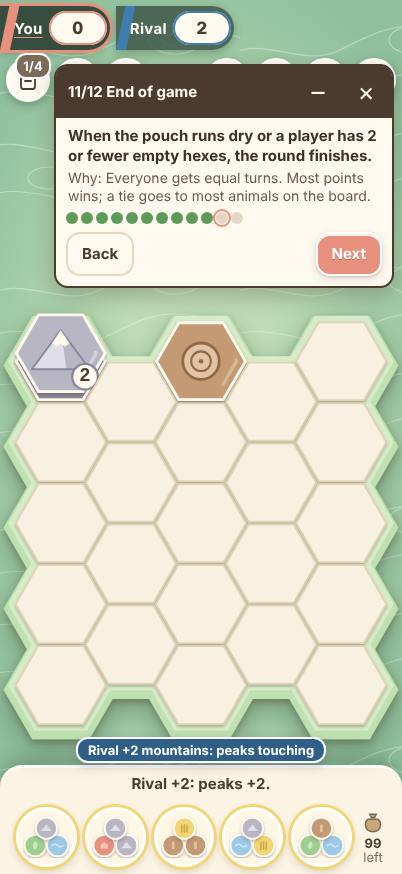 You 0 Rival 2
1/4
11/12 End of game
When the pouch runs dry or a player has 2
or fewer empty hexes, the round finishes.
Why: Everyone gets equal turns. Most points
wins; a tie goes to most animals on the board.
Back Next
2
Rival +2 mountains: peaks touching
Rival +2: peaks +2.
99
left